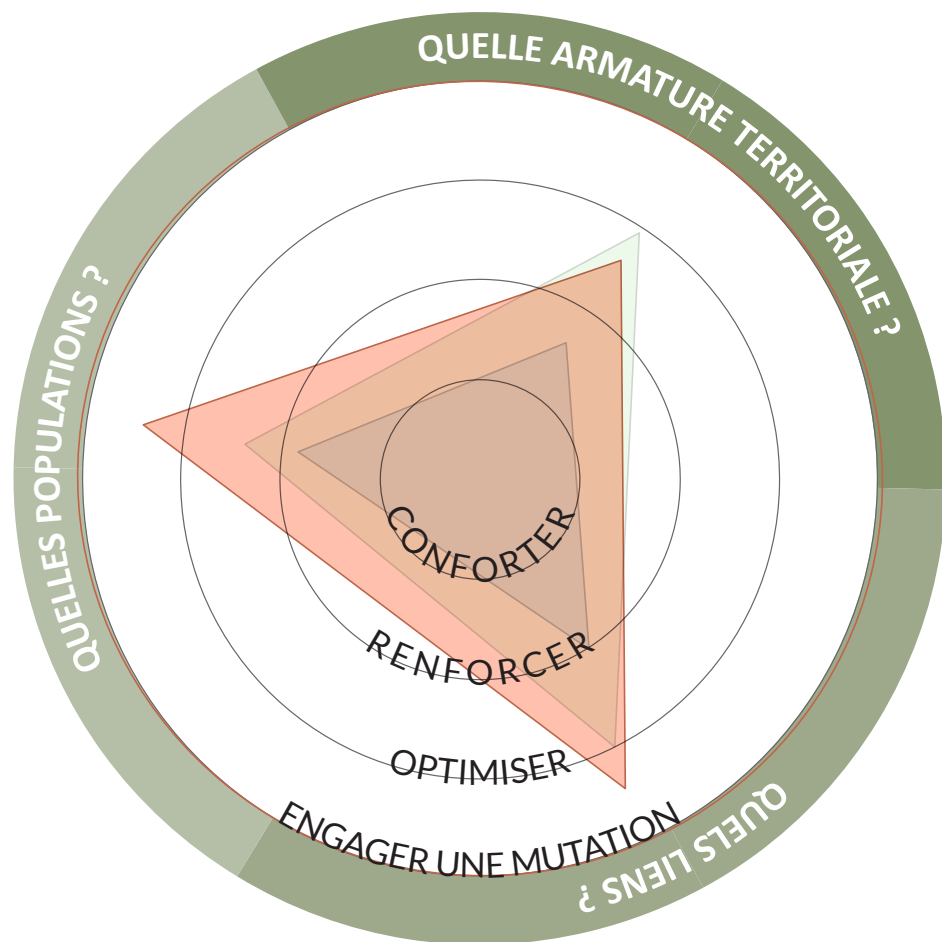 QUELLE ARMATURE TERRITORIALE ?
QUELLES POPULATIONS ?
CONFORTER
RENFORCER
OPTIMISER
ENGAGER UNE MUTATION
QUELS LIENS ?